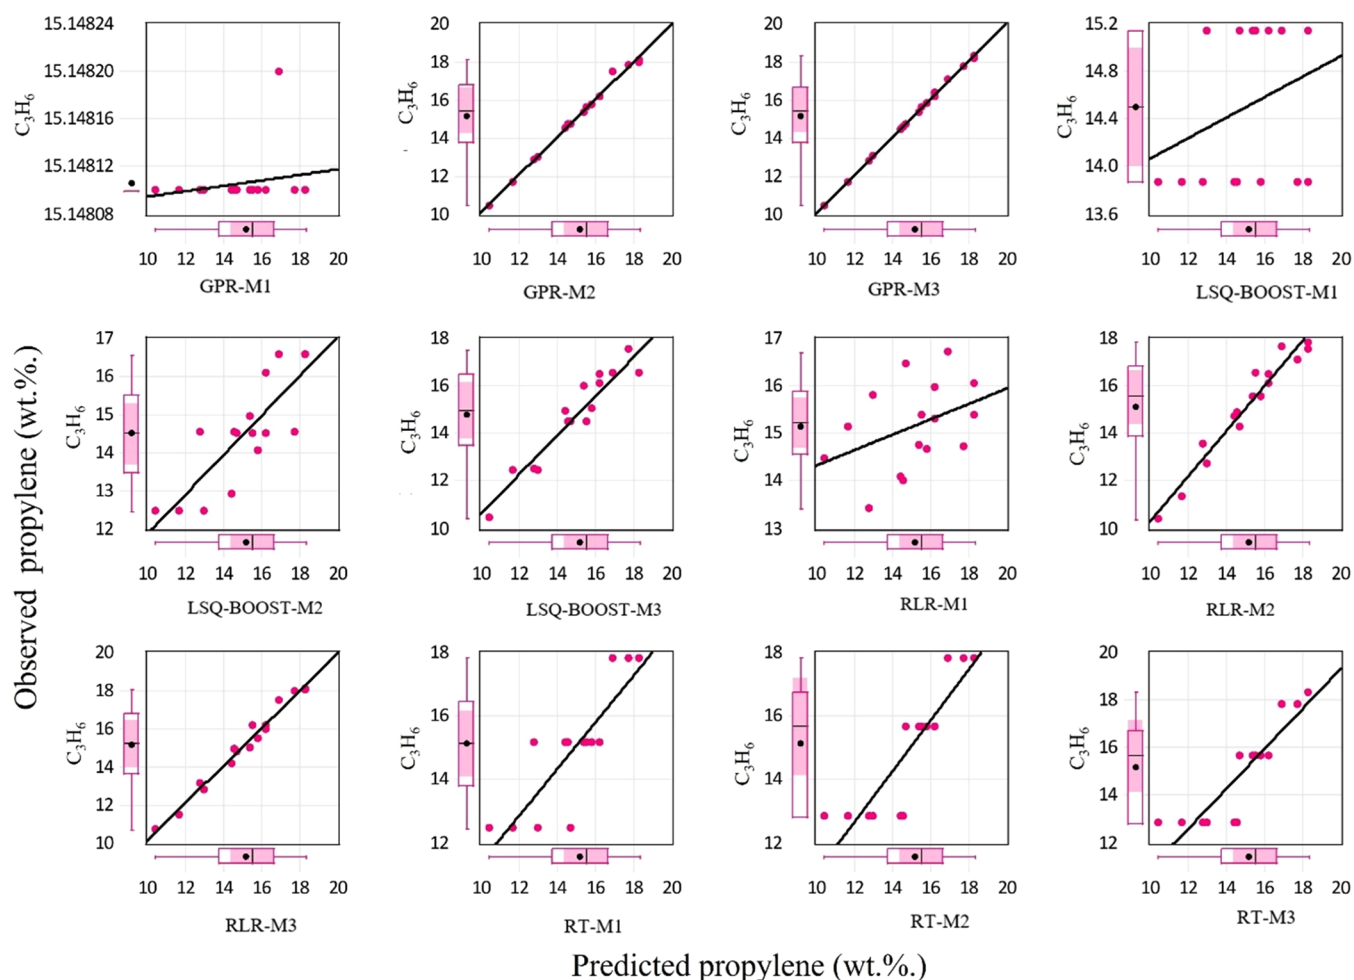 Observed propylene (wt.%.)
15.14824
15.14820
15.14816
15.14812
15.14808
C₃H₆
10 12 14 16 18 20
GPR-M1
20
18
16
14
12
10
C₃H₆
10 12 14 16 18 20
GPR-M2
20
18
16
14
12
10
C₃H₆
10 12 14 16 18 20
GPR-M3
15.2
14.8
14.4
14.0
13.6
C₃H₆
10 12 14 16 18 20
LSQ-BOOST-M1
17
16
15
14
13
12
C₃H₆
10 12 14 16 18 20
LSQ-BOOST-M2
18
16
14
12
10
C₃H₆
10 12 14 16 18 20
LSQ-BOOST-M3
17
16
15
14
13
C₃H₆
10 12 14 16 18 20
RLR-M1
18
16
14
12
10
C₃H₆
10 12 14 16 18 20
RLR-M2
20
18
16
14
12
10
C₃H₆
10 12 14 16 18 20
RLR-M3
18
16
14
12
C₃H₆
10 12 14 16 18 20
RT-M1
18
16
14
12
C₃H₆
10 12 14 16 18 20
RT-M2
20
18
16
14
12
C₃H₆
10 12 14 16 18 20
RT-M3
Predicted propylene (wt.%.)